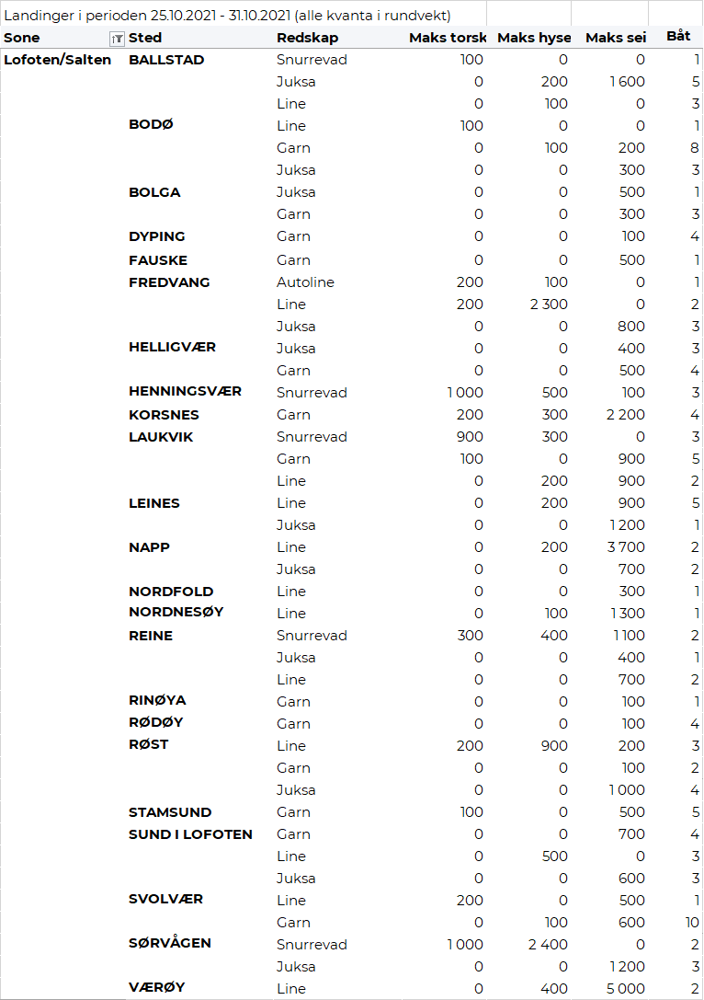 Landinger i perioden 25.10.2021 - 31.10.2021 (alle kvanta i rundvekt)
Sone Sted Redskap Maks torsk Maks hyse Maks sei Båt
Lofoten/Salten BALLSTAD Snurrevad 100 0 0 1
Juksa 0 200 1 600 5
Line 0 100 0 3
BODØ Line 100 0 0 1
Garn 0 100 200 8
Juksa 0 0 300 3
BOLGA Juksa 0 0 500 1
Garn 0 0 300 3
DYPING Garn 0 0 100 4
FAUSKE Garn 0 0 500 1
FREDVANG Autoline 200 100 0 1
Line 200 2 300 0 2
Juksa 0 0 800 3
HELLIGVÆR Juksa 0 0 400 3
Garn 0 0 500 4
HENNINGSVÆR Snurrevad 1 000 500 100 3
KORSNES Garn 200 300 2 200 4
LAUKVIK Snurrevad 900 300 0 3
Garn 100 0 900 5
Line 0 200 900 2
LEINES Line 0 200 900 5
Juksa 0 0 1 200 1
NAPP Line 0 200 3 700 2
Juksa 0 0 700 2
NORDFOLD Line 0 0 300 1
NORDNESØY Line 0 100 1 300 1
REINE Snurrevad 300 400 1 100 2
Juksa 0 0 400 1
Line 0 0 700 2
RINØYA Garn 0 0 100 1
RØDØY Garn 0 0 100 4
RØST Line 200 900 200 3
Garn 0 0 100 2
Juksa 0 0 1 000 4
STAMSUND Garn 100 0 500 5
SUND I LOFOTEN Garn 0 0 700 4
Line 0 500 0 3
Juksa 0 0 600 3
SVOLVÆR Line 200 0 500 1
Garn 0 100 600 10
SØRVÅGEN Snurrevad 1 000 2 400 0 2
Juksa 0 0 1 200 3
VÆRØY Line 0 400 5 000 2